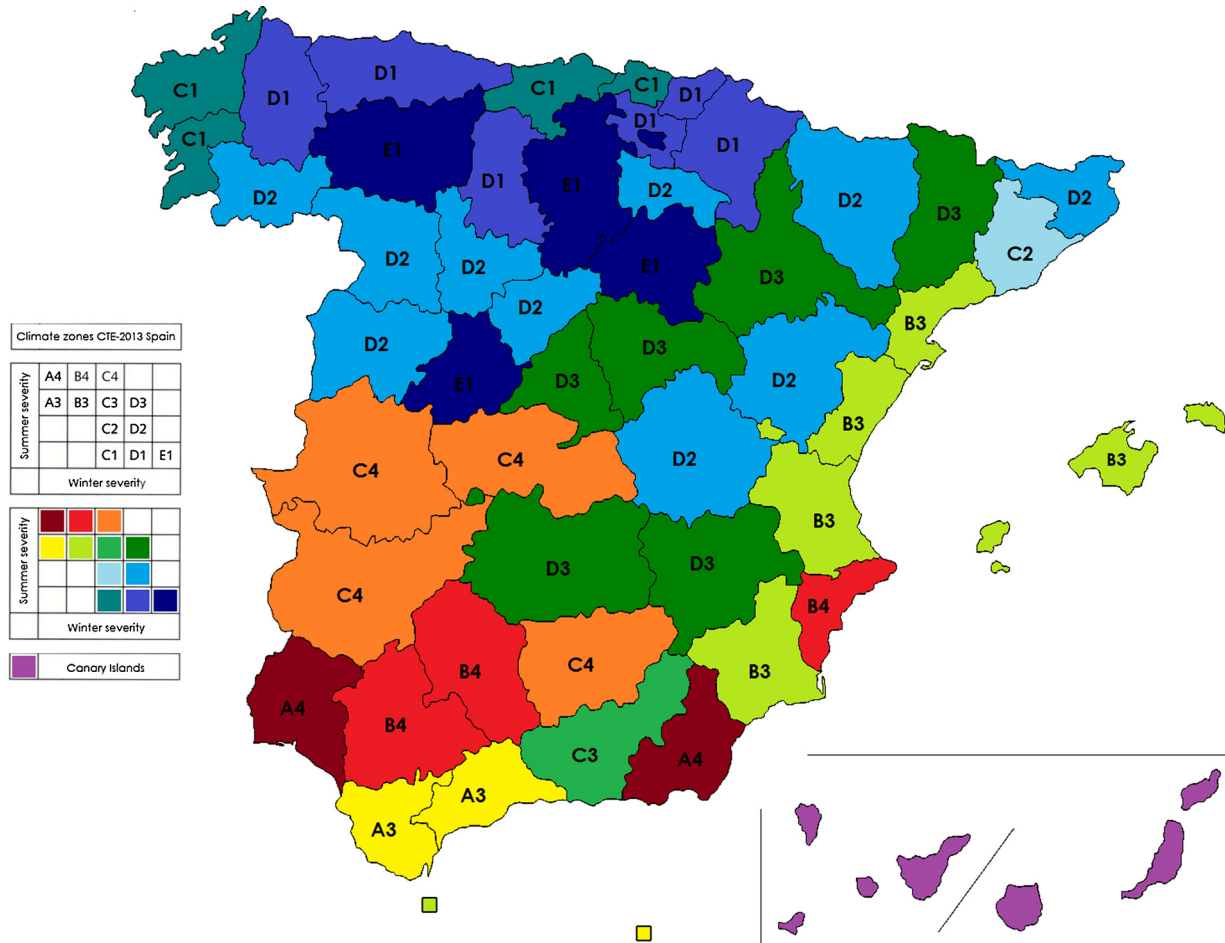 C1
D1
C1
C1
D1
D1
C1
D1
D1
E1
D1
E1
D2
D2
D2
D2
D3
C2
D2
D2
E1
D3
D2
B3
D2
D3
E1
D3
D2
B3
C4
C4
D2
B3
B3
D3
D3
C4
B4
B4
C4
B3
A4
B4
C3
A4
A3
A3
Climate zones CTE-2013 Spain
Summer severity
A4 B4 C4
A3 B3 C3 D3
C2 D2
C1 D1 E1
Winter severity
Summer severity
Winter severity
Canary Islands